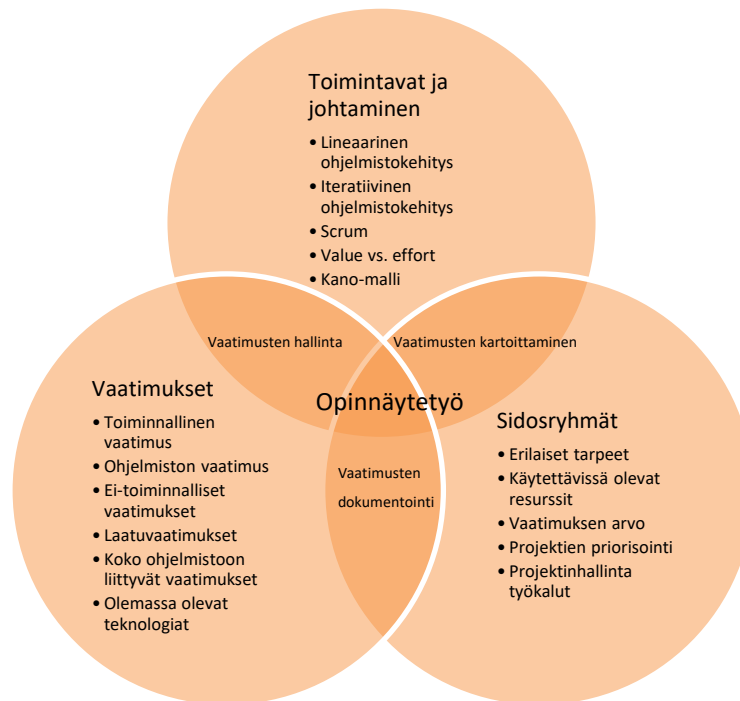 Toimintavat ja
johtaminen
• Lineaarinen
ohjelmistokehitys
• Iteratiivinen
ohjelmistokehitys
• Scrum
• Value vs. effort
• Kano-malli
Vaatimusten hallinta
Vaatimusten kartoittaminen
Opinnäytetyö
Vaatimukset
• Toiminnallinen
vaatimus
• Ohjelmiston vaatimus
• Ei-toiminnalliset
vaatimukset
• Laatuvaatimukset
• Koko ohjelmistoon
liittyvät vaatimukset
• Olemassa olevat
teknologiat
Vaatimusten
dokumentointi
Sidosryhmät
• Erilaiset tarpeet
• Käytettävissä olevat
resurssit
• Vaatimuksen arvo
• Projektien priorisointi
• Projektinhallinta
työkalut